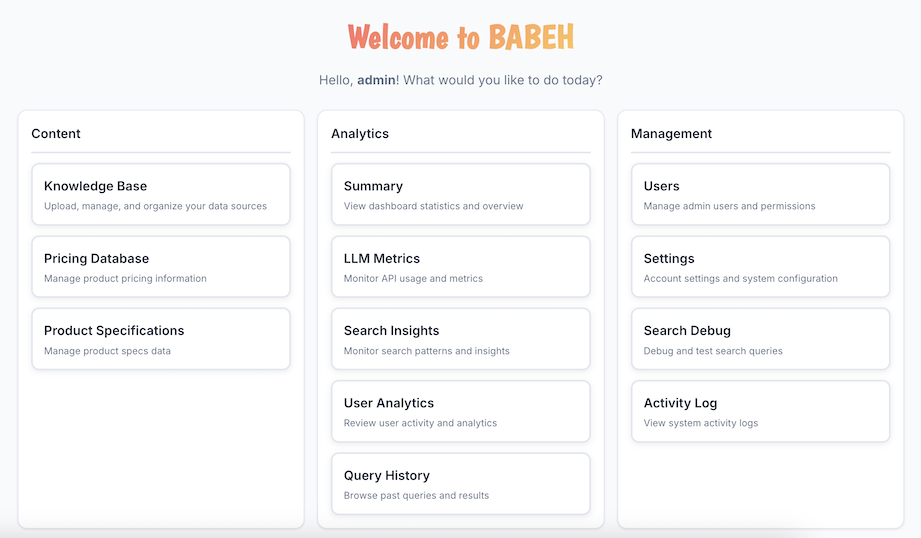 Welcome to BABEH
Hello, admin! What would you like to do today?
Content
Knowledge Base
Upload, manage, and organize your data sources
Pricing Database
Manage product pricing information
Product Specifications
Manage product specs data
Analytics
Summary
View dashboard statistics and overview
LLM Metrics
Monitor API usage and metrics
Search Insights
Monitor search patterns and insights
User Analytics
Review user activity and analytics
Query History
Browse past queries and results
Management
Users
Manage admin users and permissions
Settings
Account settings and system configuration
Search Debug
Debug and test search queries
Activity Log
View system activity logs